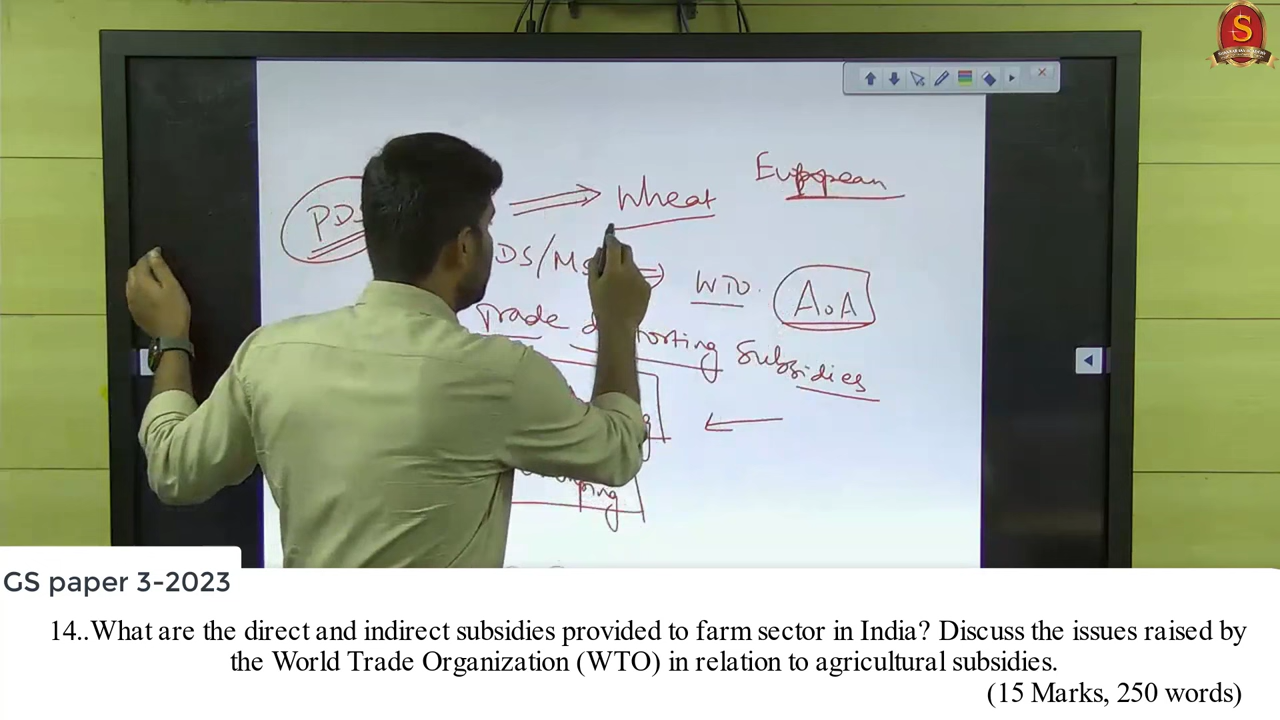 European
Wheat
WTO. AoA
Trade
Subsidies
GS paper 3-2023
14..What are the direct and indirect subsidies provided to farm sector in India? Discuss the issues raised by
the World Trade Organization (WTO) in relation to agricultural subsidies.
(15 Marks, 250 words)